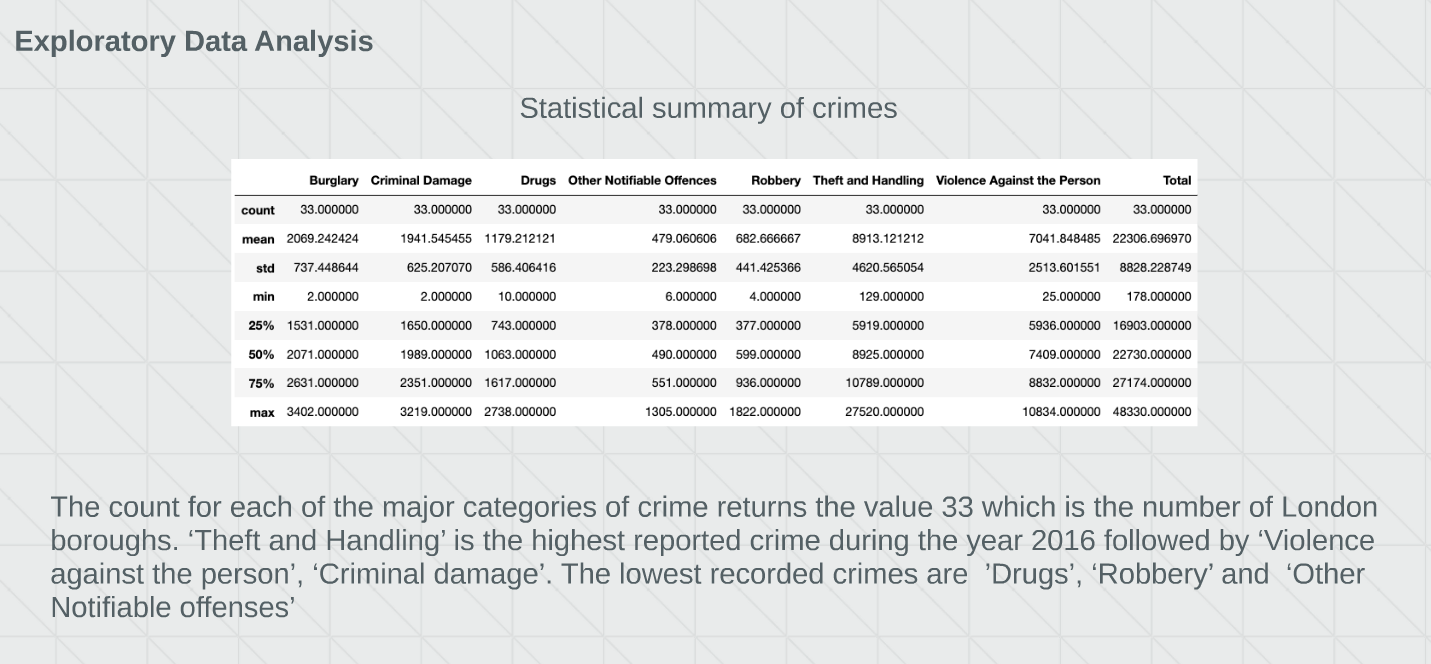 Exploratory Data Analysis
Statistical summary of crimes
Burglary Criminal Damage Drugs Other Notifiable Offences Robbery Theft and Handling Violence Against the Person Total
count 33.000000 33.000000 33.000000 33.000000 33.000000 33.000000 33.000000 33.000000
mean 2069.242424 1941.545455 1179.212121 479.060606 682.666667 8913.121212 7041.848485 22306.696970
std 737.448644 625.207070 586.406416 223.298698 441.425366 4620.565054 2513.601551 8828.228749
min 2.000000 2.000000 10.000000 6.000000 4.000000 129.000000 25.000000 178.000000
25% 1531.000000 1650.000000 743.000000 378.000000 377.000000 5919.000000 5936.000000 16903.000000
50% 2071.000000 1989.000000 1063.000000 490.000000 599.000000 8925.000000 7409.000000 22730.000000
75% 2631.000000 2351.000000 1617.000000 551.000000 936.000000 10789.000000 8832.000000 27174.000000
max 3402.000000 3219.000000 2738.000000 1305.000000 1822.000000 27520.000000 10834.000000 48330.000000
The count for each of the major categories of crime returns the value 33 which is the number of London
boroughs. ‘Theft and Handling’ is the highest reported crime during the year 2016 followed by ‘Violence
against the person’, ‘Criminal damage’. The lowest recorded crimes are  ’Drugs’, ‘Robbery’ and  ‘Other
Notifiable offenses’